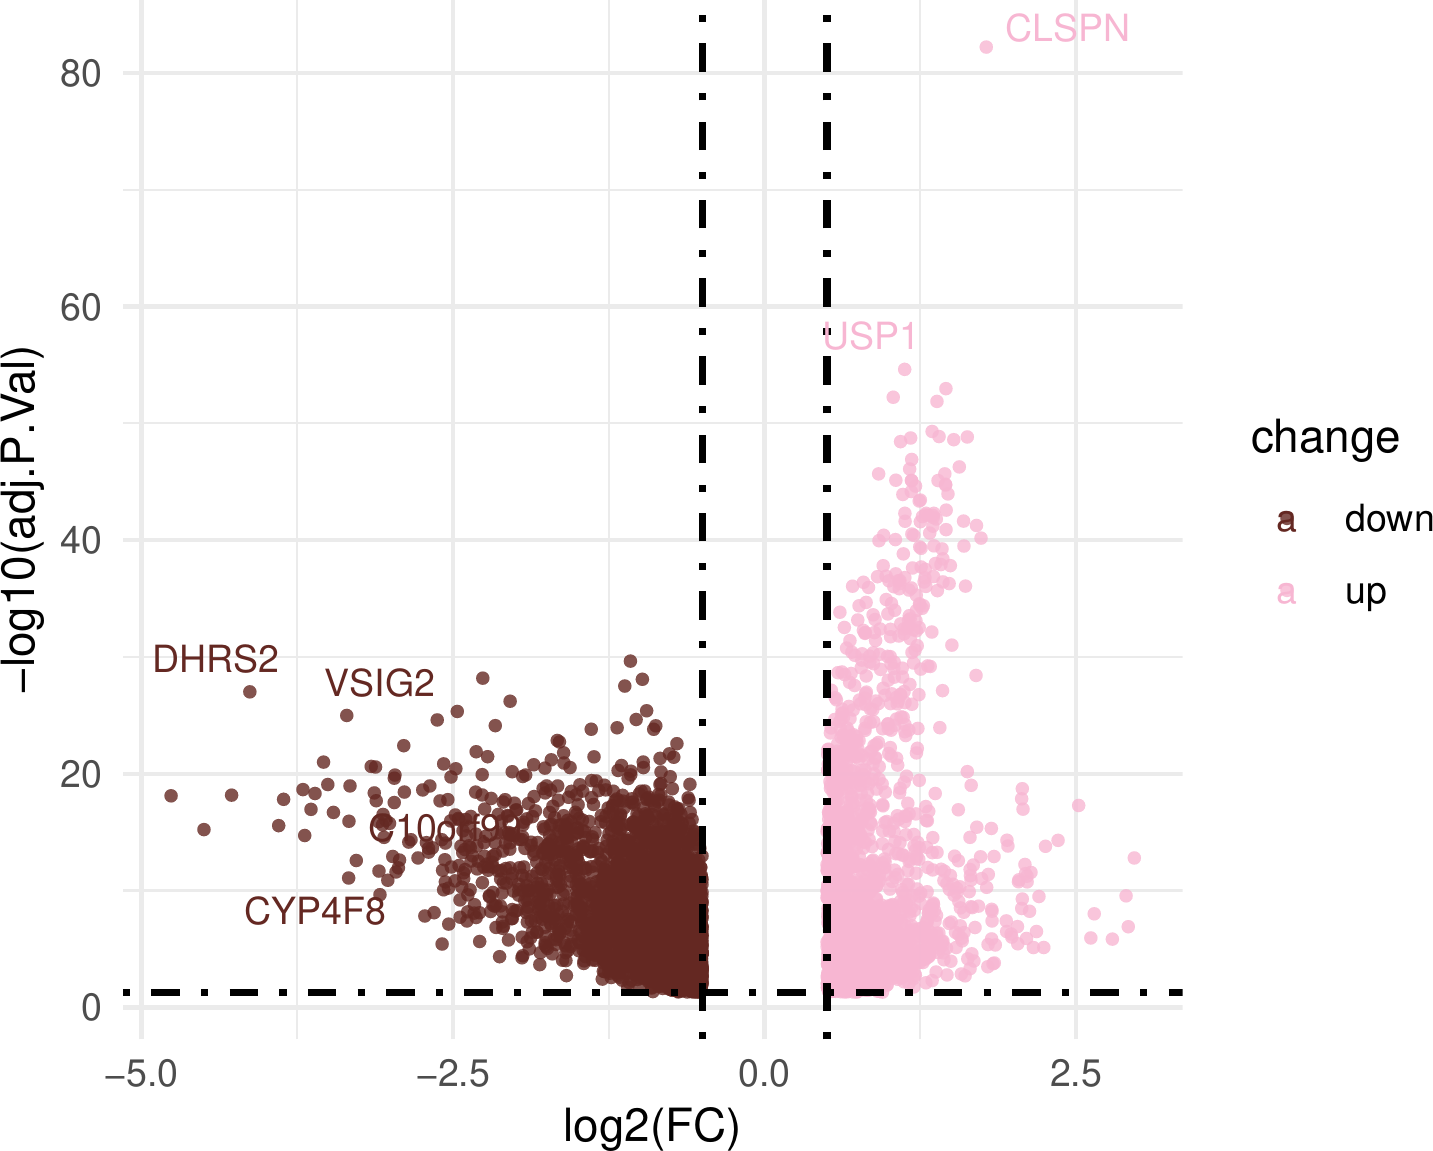 CLSPN
80
60
USP1
change
40
a down
a up
DHRS2
VSIG2
20
CYP4F8
0
−5.0 −2.5 0.0 2.5
log2(FC)
−log10(adj.P.Val)